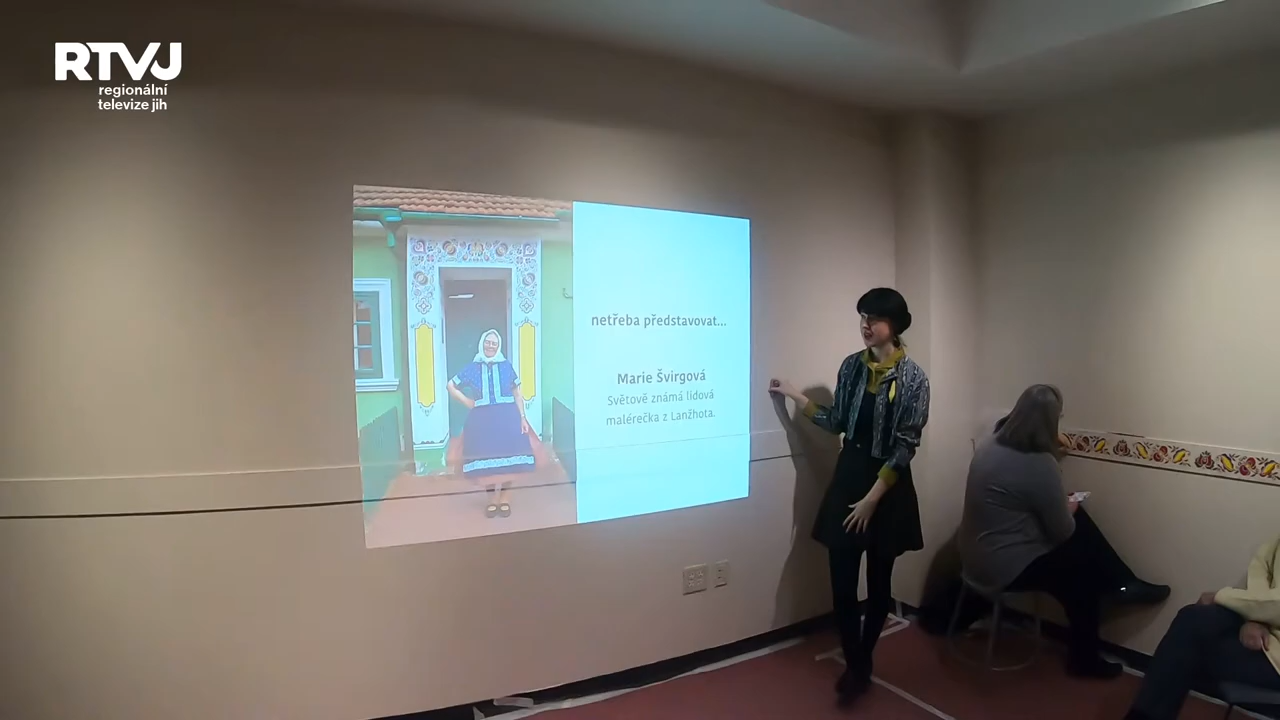 RTVJ
regionální
televize jih
netřeba představovat...
Marie Švirgová
Světově známá lidová
malérečka z Lanžhota.